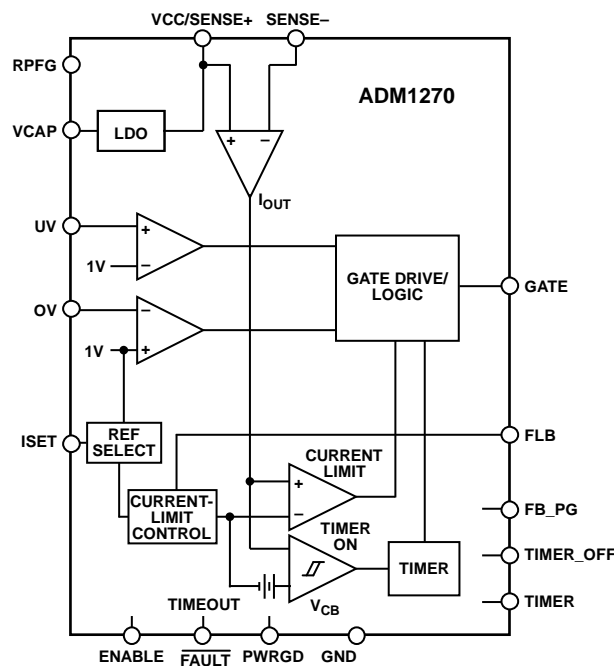 VCC/SENSE+ SENSE–
RPFG
ADM1270
VCAP
LDO
+ –
IOUT
UV
+
1V
–
GATE DRIVE/
LOGIC
GATE
OV
–
1V
+
ISET
REF
SELECT
FLB
CURRENT
LIMIT
+
–
CURRENT-
LIMIT
CONTROL
FB_PG
TIMER
ON
TIMER_OFF
TIMER
VCB
TIMER
TIMEOUT
ENABLE
FAULT
PWRGD
GND